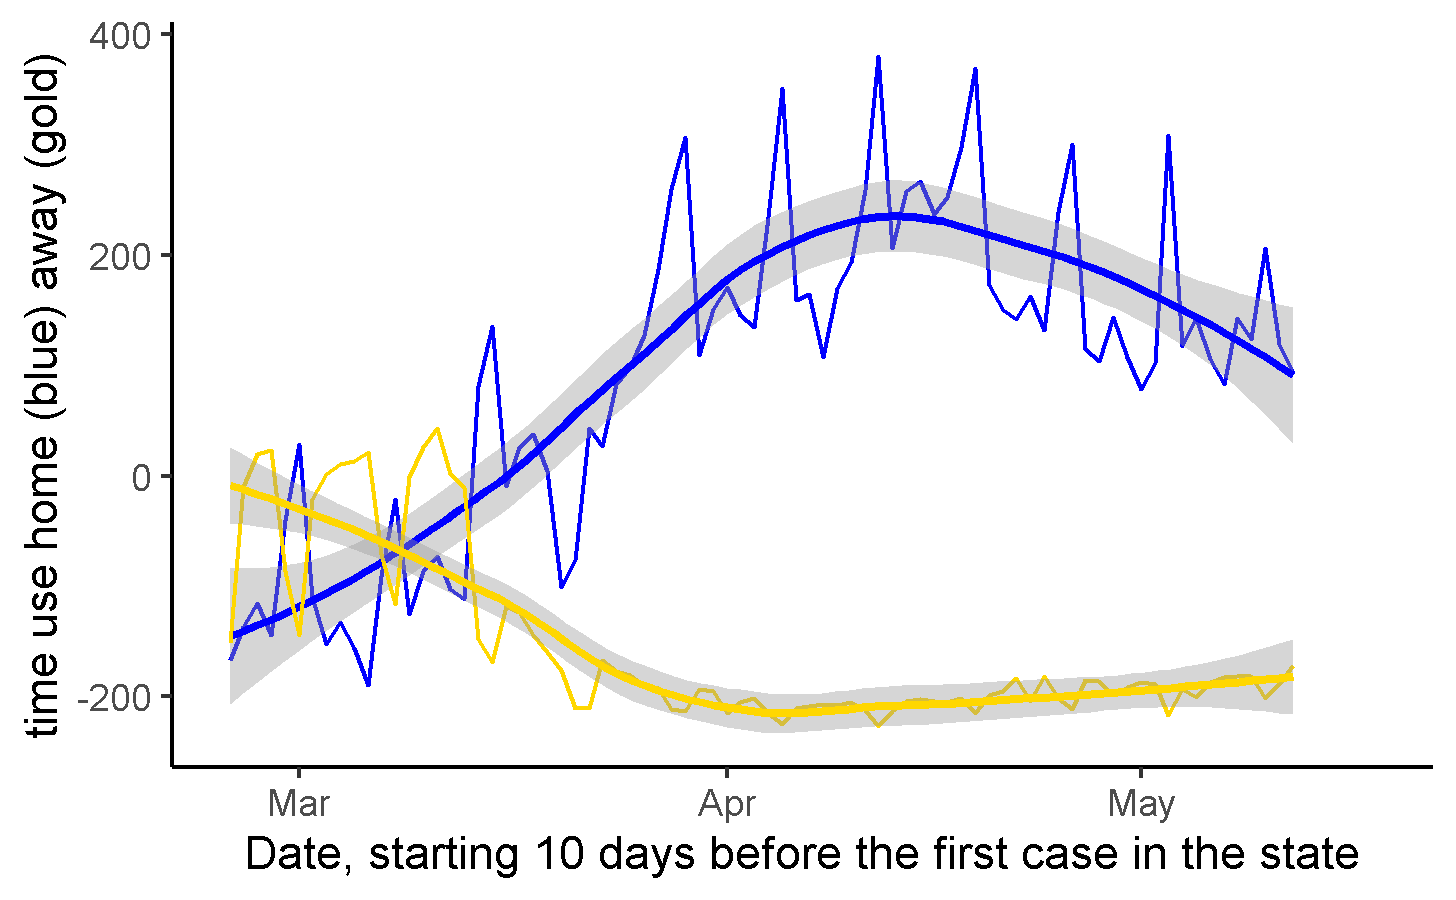 time use home (blue) away (gold)
400
200
0
-200
Mar
Apr
May
Date, starting 10 days before the first case in the state